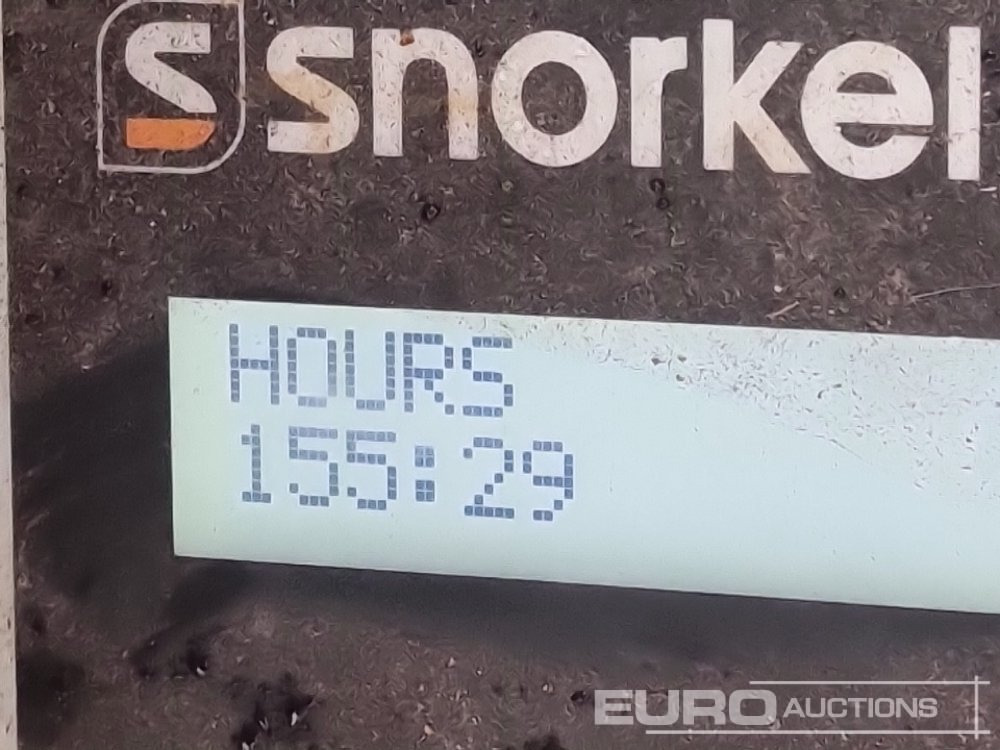 snorkel
HOURS
155:29
EURO AUCTIONS